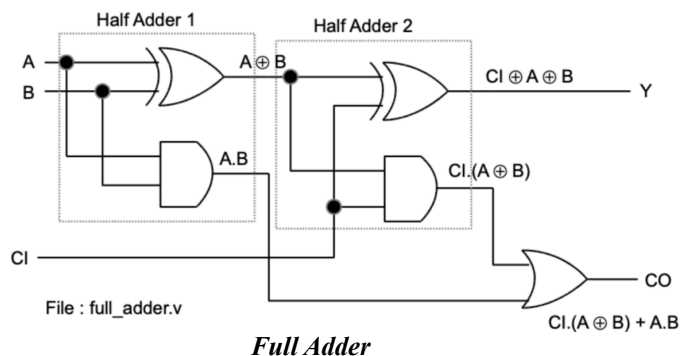 Half Adder 1
Half Adder 2
A
A ⊕ B
CI ⊕ A ⊕ B
B
Y
A.B
CI.(A ⊕ B)
CI
CO
File : full_adder.v
CI.(A ⊕ B) + A.B
Full Adder